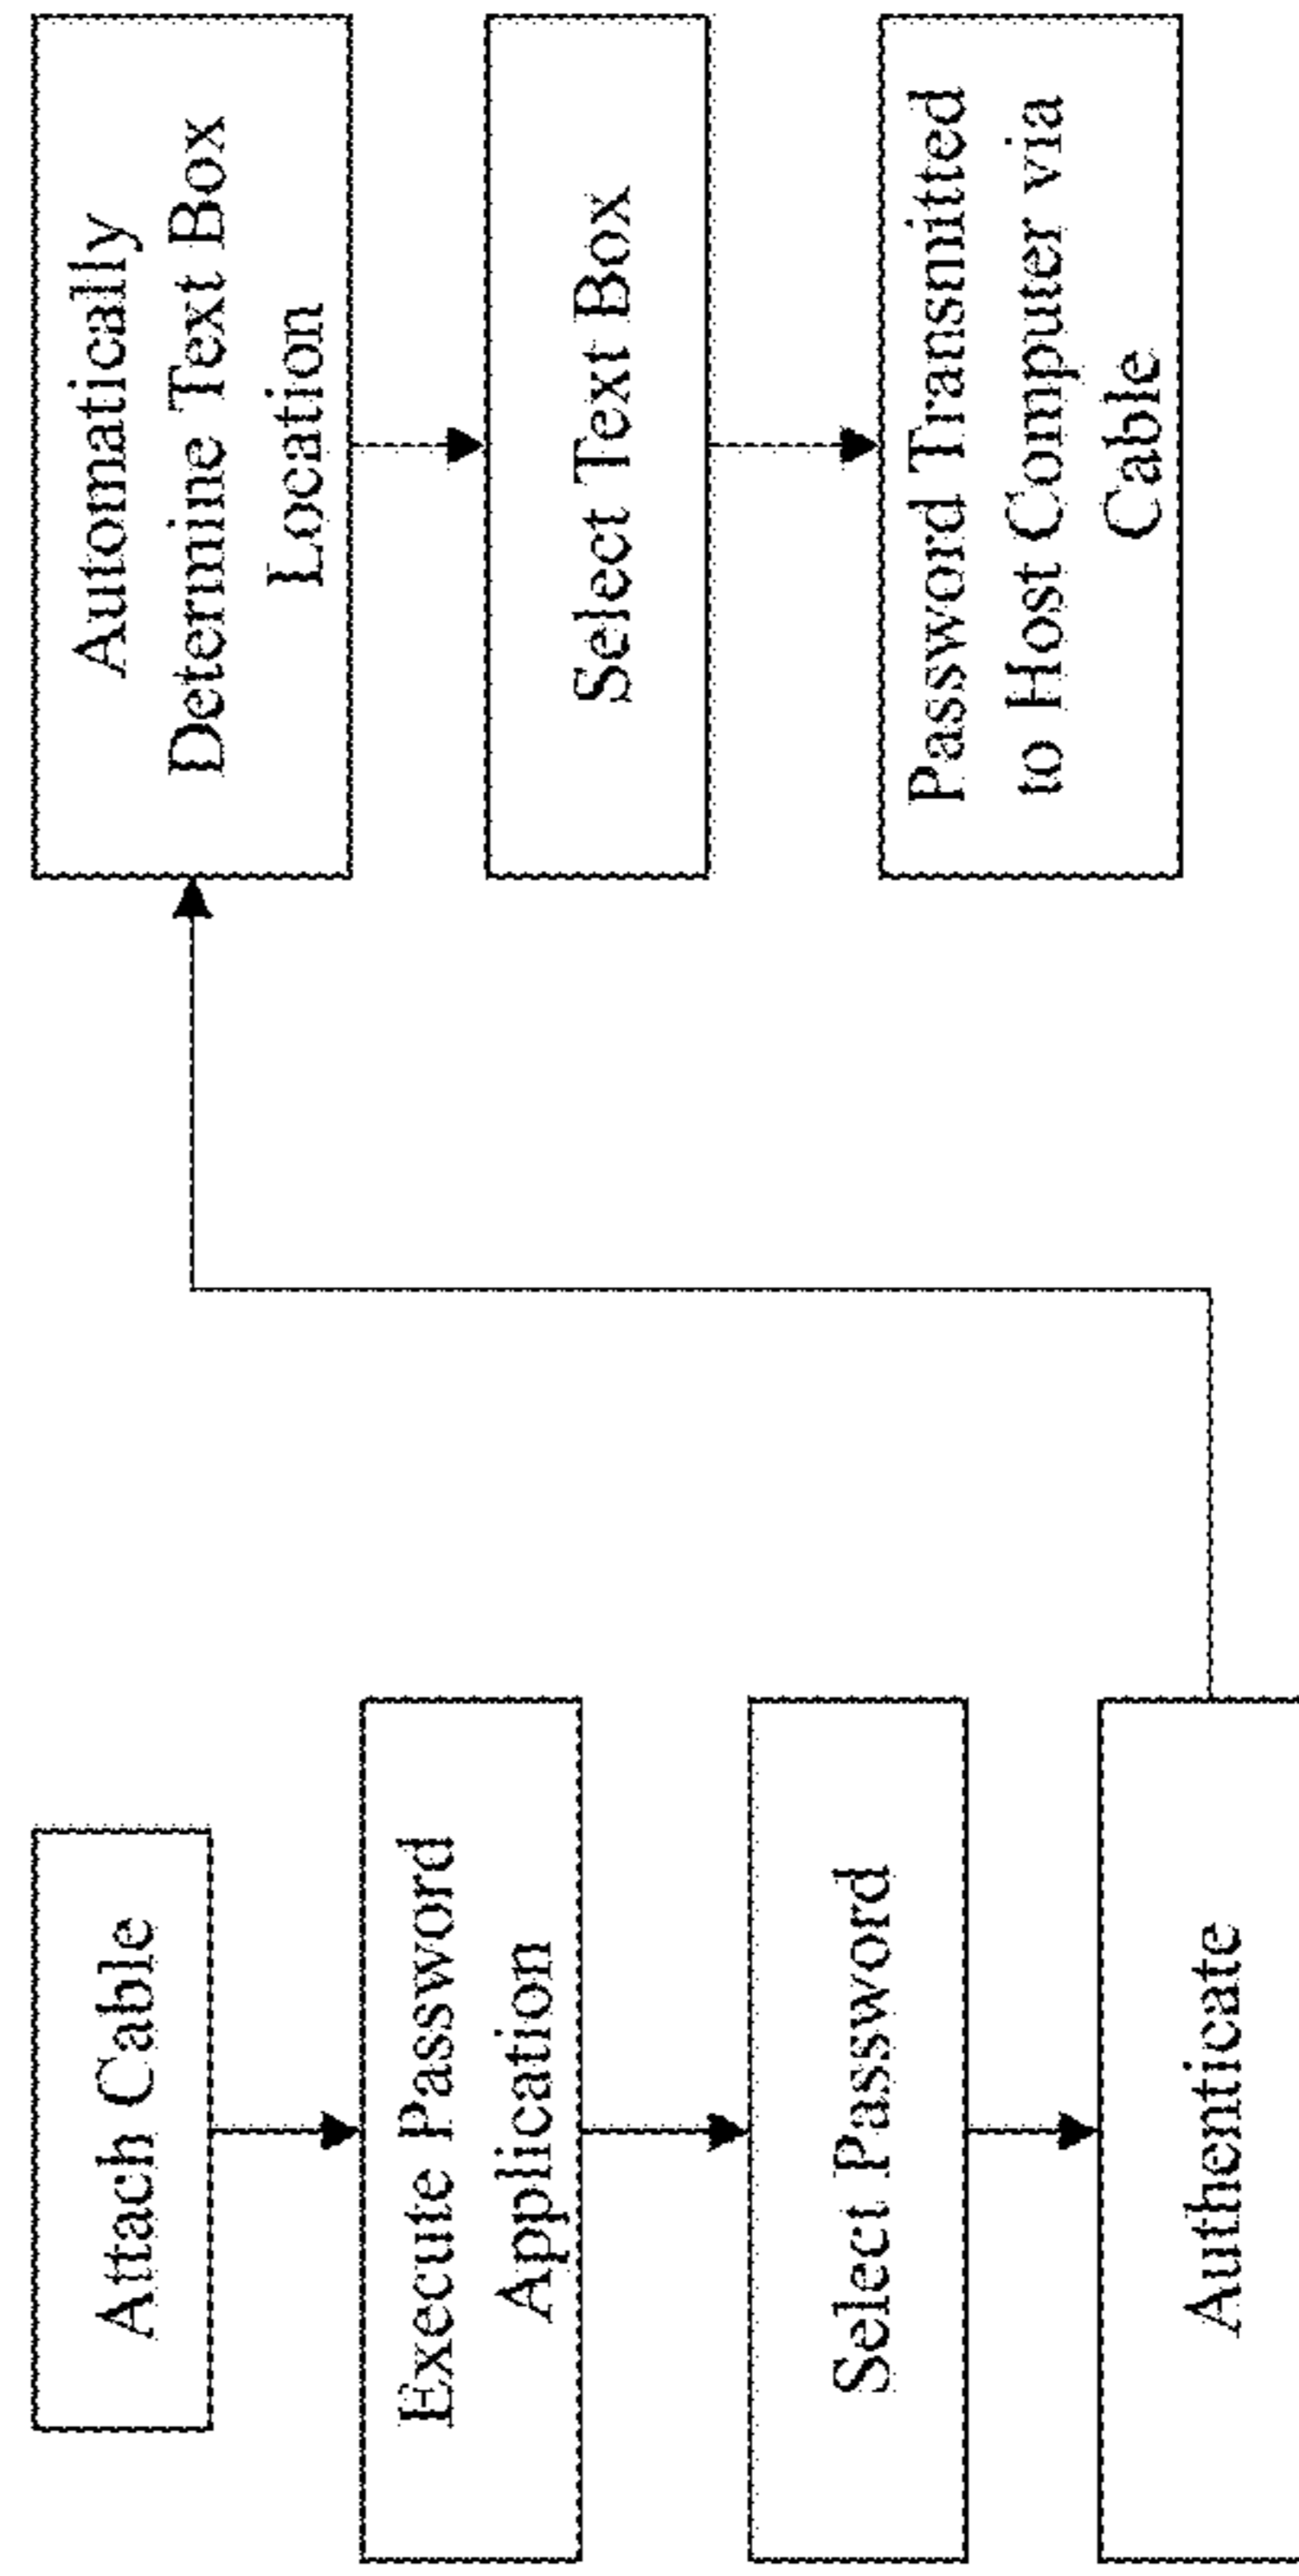 Attach Cable
Execute Password
Application
Select Password
Authenticate
Automatically
Determine Text Box
Location
Select Text Box
Password Transmitted
to Host Computer via
Cable